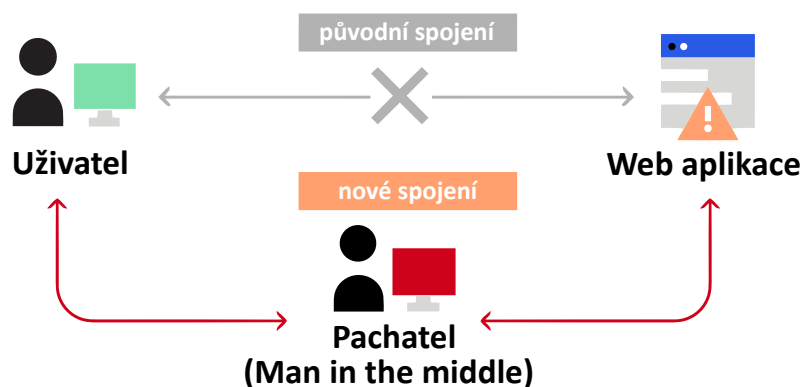 původní spojení
Uživatel
Web aplikace
nové spojení
Pachatel
(Man in the middle)